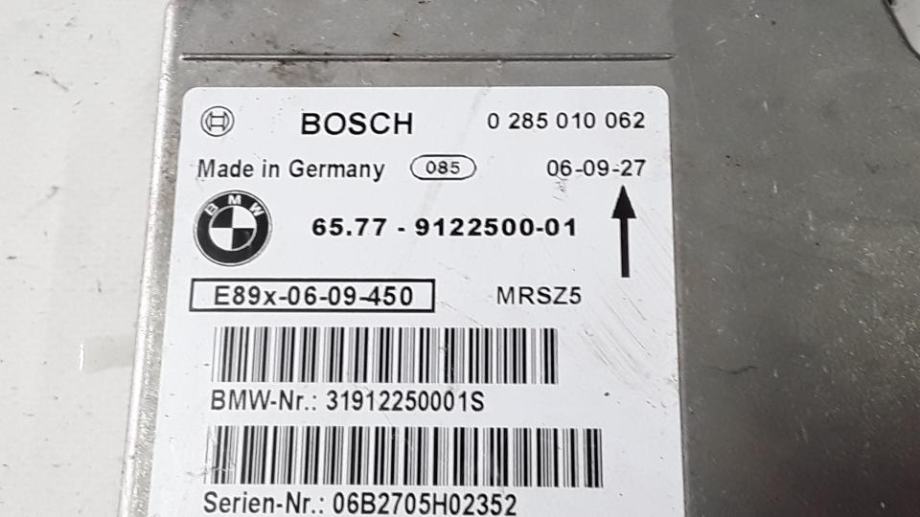 BOSCH 0 285 010 062
Made in Germany 085 06-09-27
BMW 65.77 - 9122500-01
E89x-06-09-450 MRSZ5
BMW-Nr.: 31912250001S
Serien-Nr.: 06B2705H02352